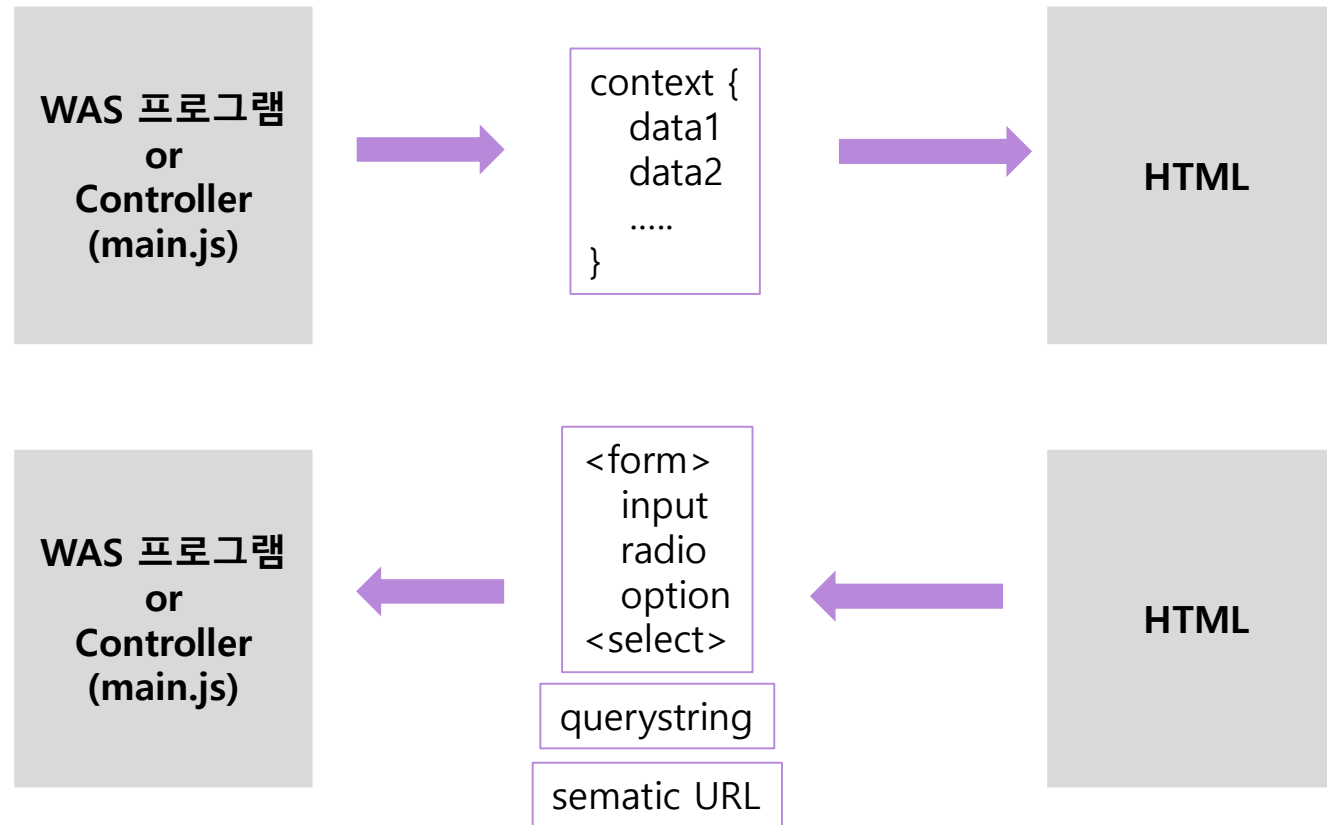 WAS 프로그램
or
Controller
(main.js)
context {
data1
data2
.....
}
HTML
WAS 프로그램
or
Controller
(main.js)
<form>
input
radio
option
<select>
querystring
sematic URL
HTML